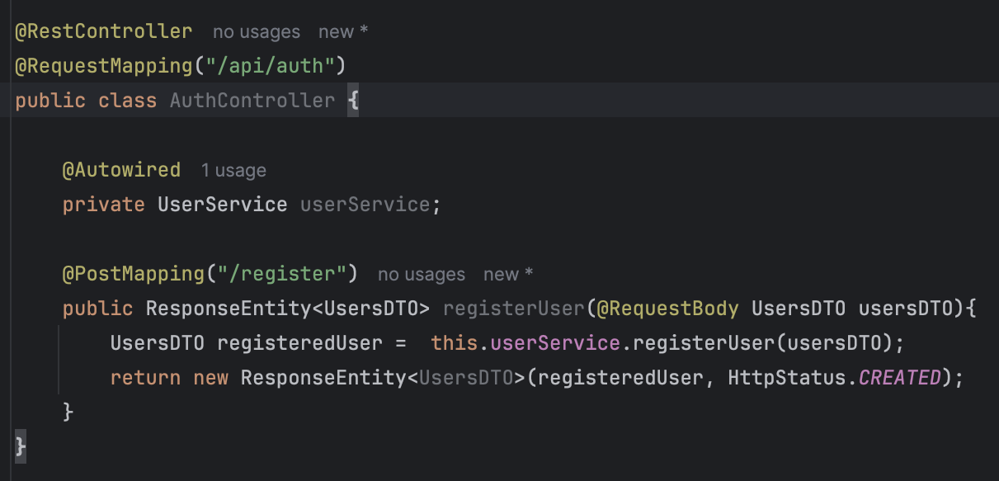 @RestController no usages new *
@RequestMapping("/api/auth")
public class AuthController {
@Autowired 1 usage
private UserService userService;
@PostMapping("/register") no usages new *
public ResponseEntity<UsersDTO> registerUser(@RequestBody UsersDTO usersDTO){
UsersDTO registeredUser =  this.userService.registerUser(usersDTO);
return new ResponseEntity<UsersDTO>(registeredUser, HttpStatus.CREATED);
}
}